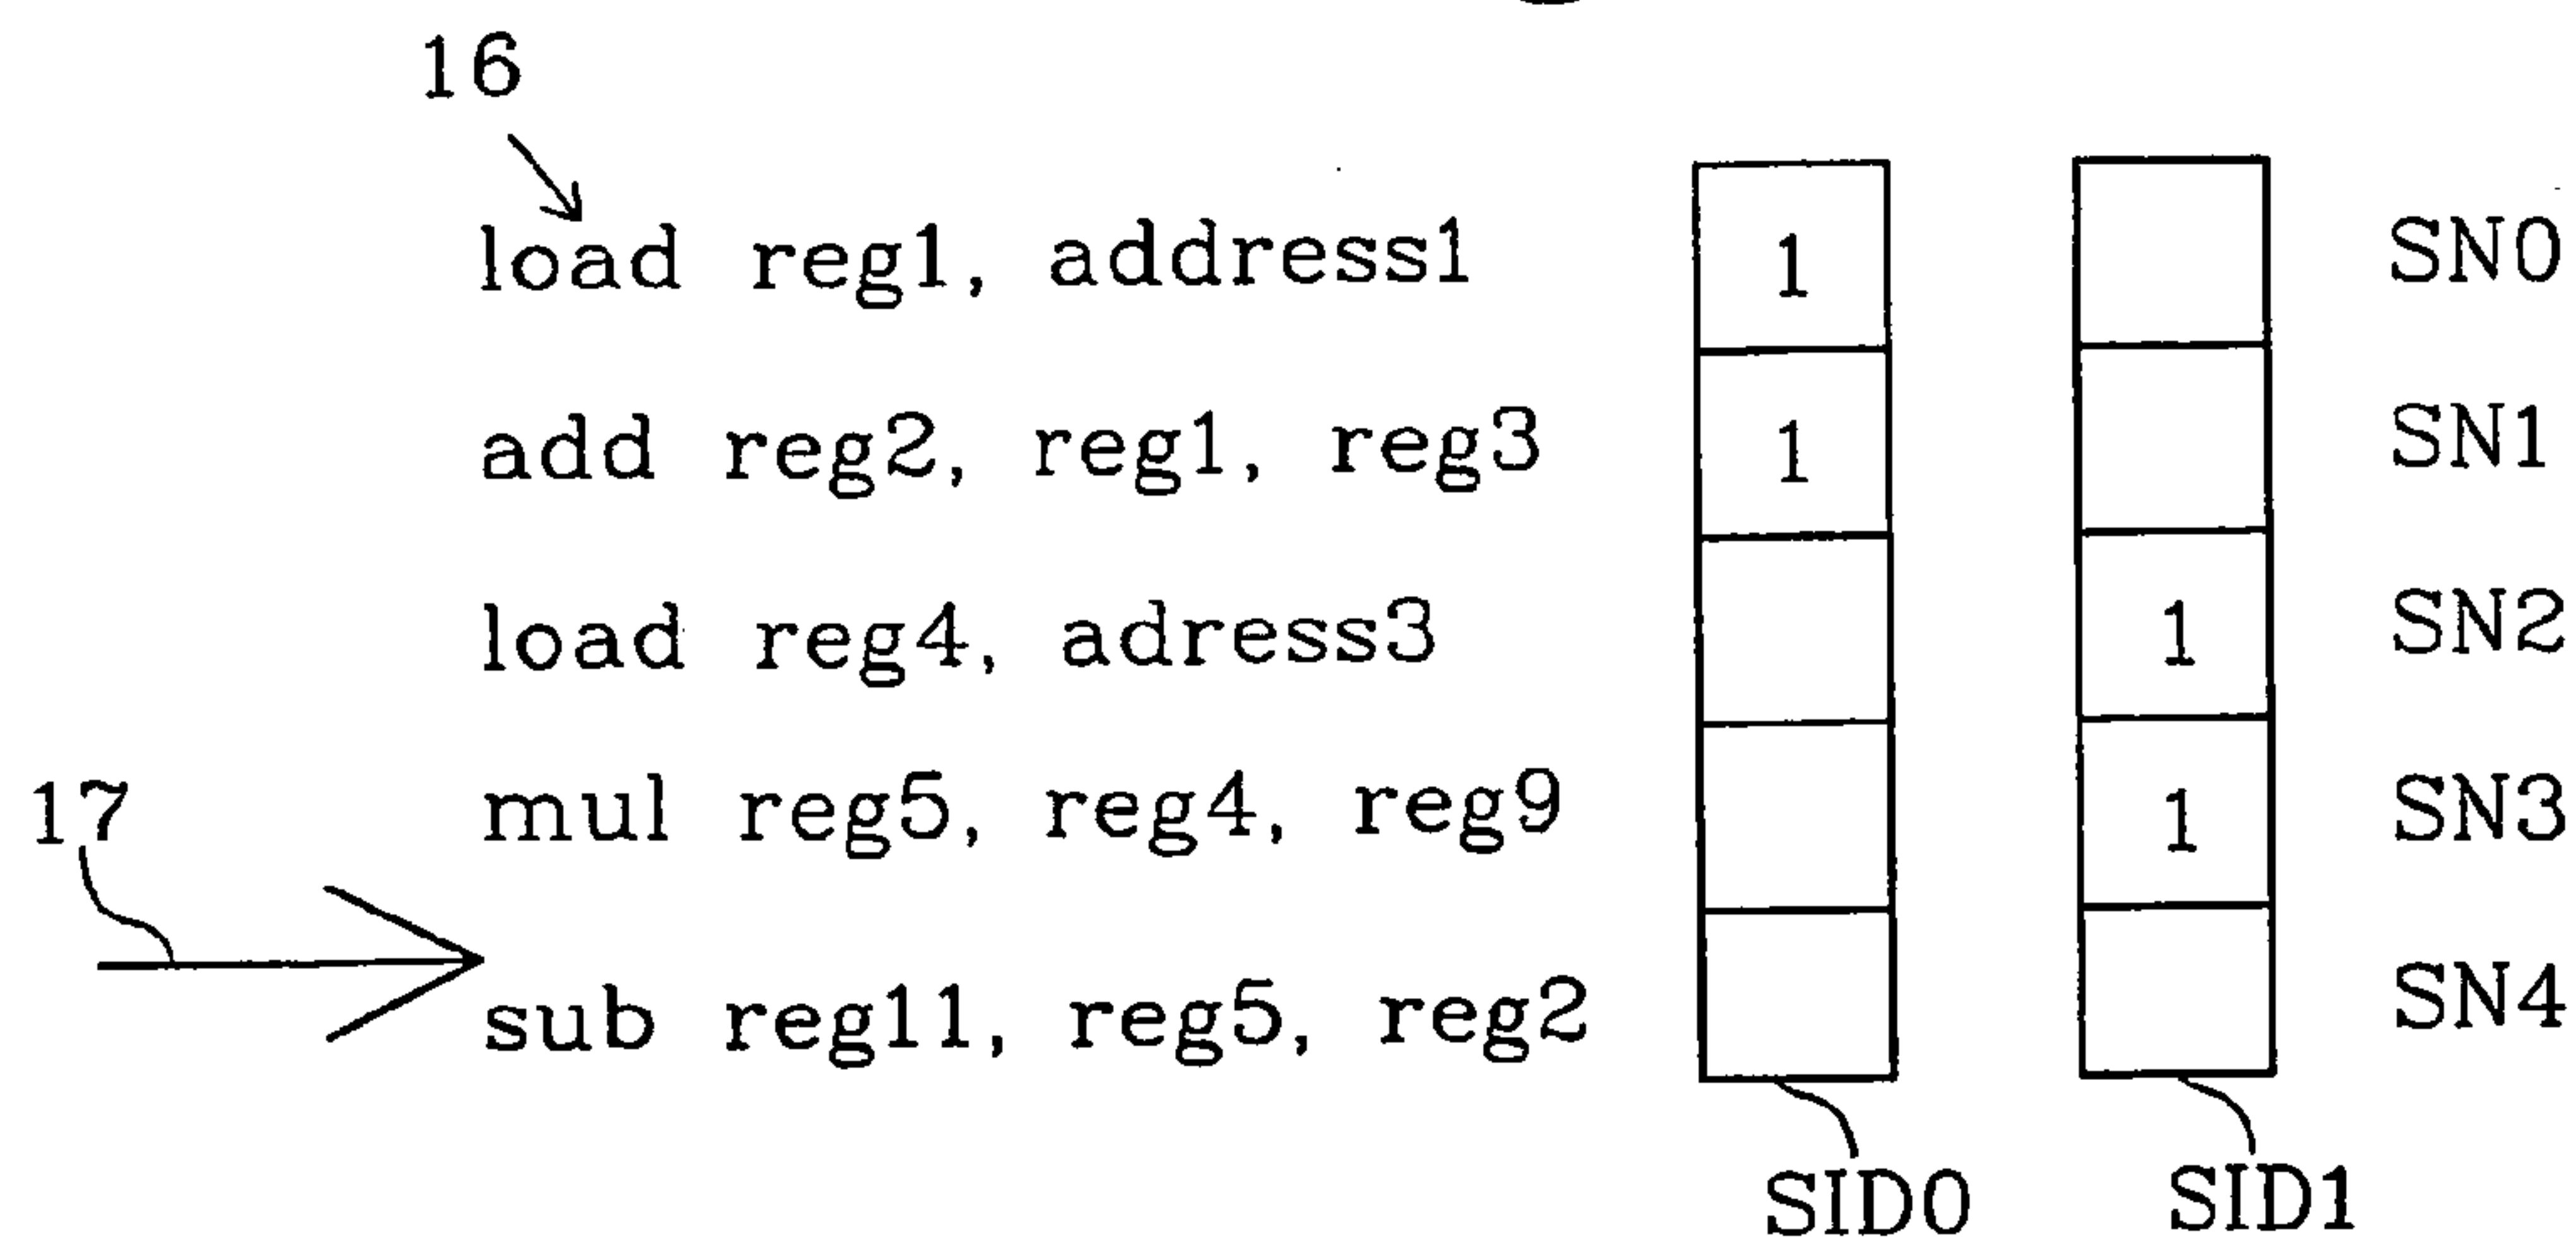 16
load reg1, address1 1 SN0
add reg2, reg1, reg3 1 SN1
load reg4, adress3 1 SN2
mul reg5, reg4, reg9 1 SN3
17
sub reg11, reg5, reg2 SN4
SID0 SID1